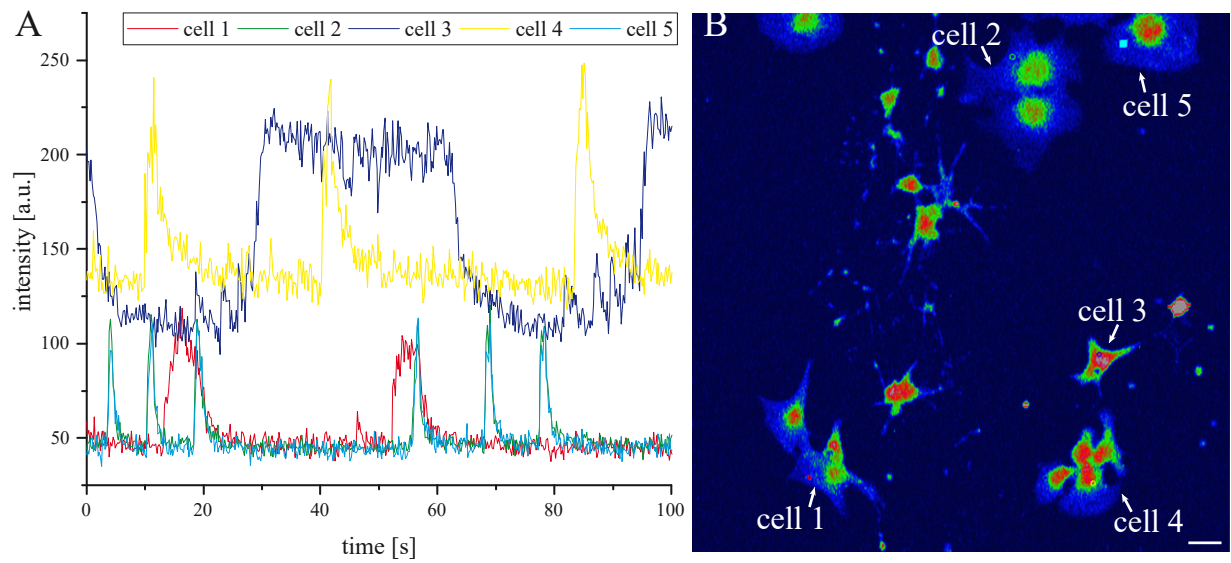 A
cell 1 cell 2 cell 3 cell 4 cell 5
250
200
150
100
50
0 20 40 60 80 100
intensity [a.u.]
time [s]
B
cell 2
cell 5
cell 3
cell 1
cell 4